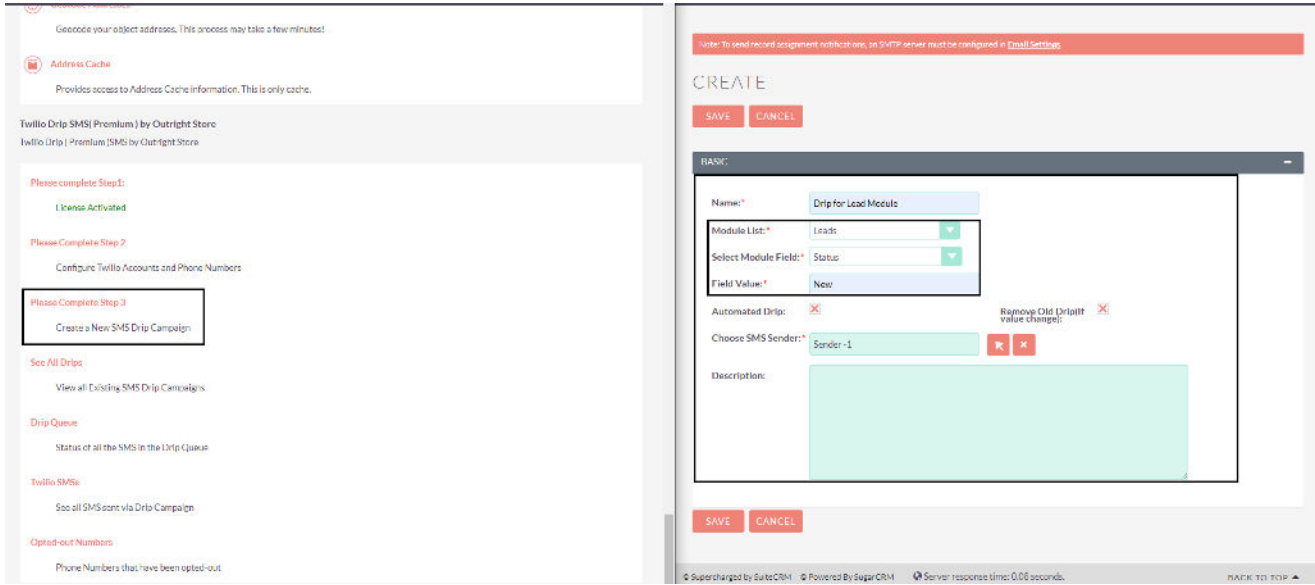 Geocode Addresses
Geocode your object addreses. This process may take a few minutes!
Address Cache
Provides access to Address Cache information. This is only cache.
Twilio Drip SMS( Premium ) by Outright Store
Twilio Drip ( Premium )SMS by Outright Store
Please complete Step1:
License Activated
Please Complete Step 2
Configure Twilio Accounts and Phone Numbers
Please Complete Step 3
Create a New SMS Drip Campaign
See All Drips
View all Existing SMS Drip Campaigns
Drip Queue
Status of all the SMS in the Drip Queue
Twilio SMSe
See all SMS sent via Drip Campaign
Opted-out Numbers
Phone Numbers that have been opted-out
Note: To send record assignment notifications, an SMTP server must be configured in Email Settings
CREATE
SAVE CANCEL
BASIC
Name:* Drip for Lead Module
Module List:* Leads
Select Module Field:* Status
Field Value:* New
Automated Drip: Remove Old Drip(If
value change):
Choose SMS Sender:* Sender -1
Description:
SAVE CANCEL
© Supercharged by SuiteCRM © Powered By SugarCRM Server response time: 0.08 seconds. BACK TO TOP